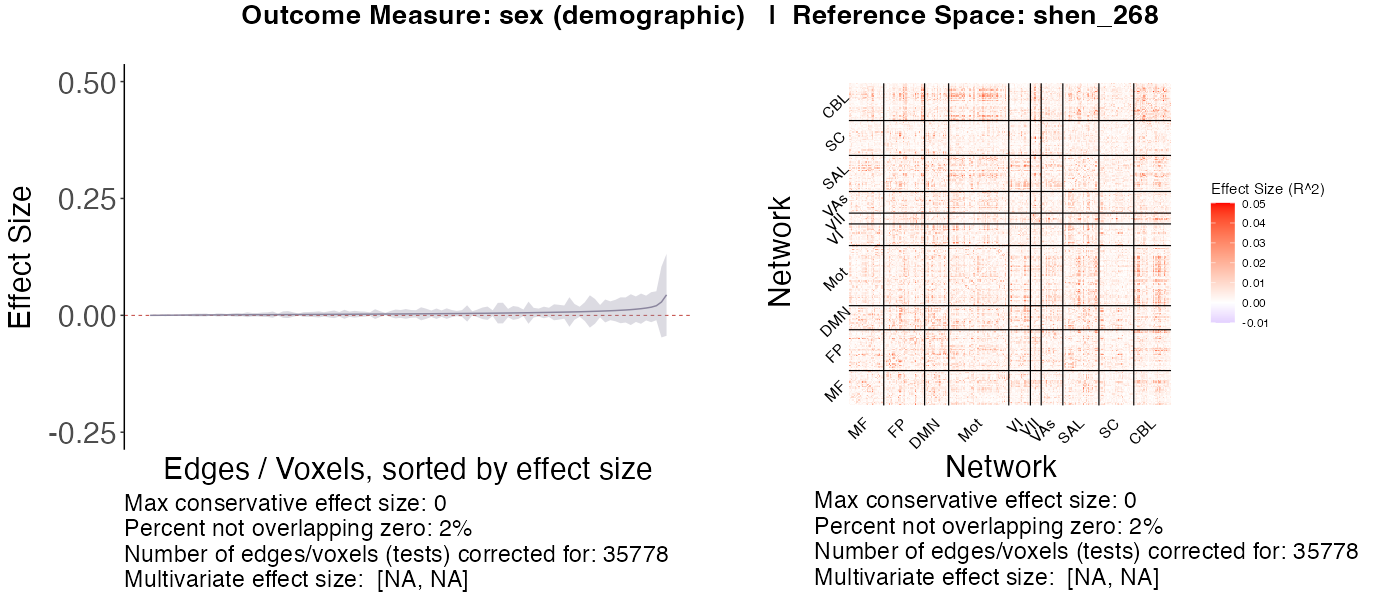 Outcome Measure: sex (demographic) | Reference Space: shen_268
0.50
0.25
0.00
-0.25
Effect Size
Edges / Voxels, sorted by effect size
Max conservative effect size: 0
Percent not overlapping zero: 2%
Number of edges/voxels (tests) corrected for: 35778
Multivariate effect size: [NA, NA]
Network
CBL
SC
SAL
VAs
VII
VI
Mot
DMN
FP
MF
MF
FP
DMN
Mot
VI
VII
VAs
SAL
SC
CBL
Network
Effect Size (R^2)
0.05
0.04
0.03
0.02
0.01
0.00
-0.01
Max conservative effect size: 0
Percent not overlapping zero: 2%
Number of edges/voxels (tests) corrected for: 35778
Multivariate effect size: [NA, NA]